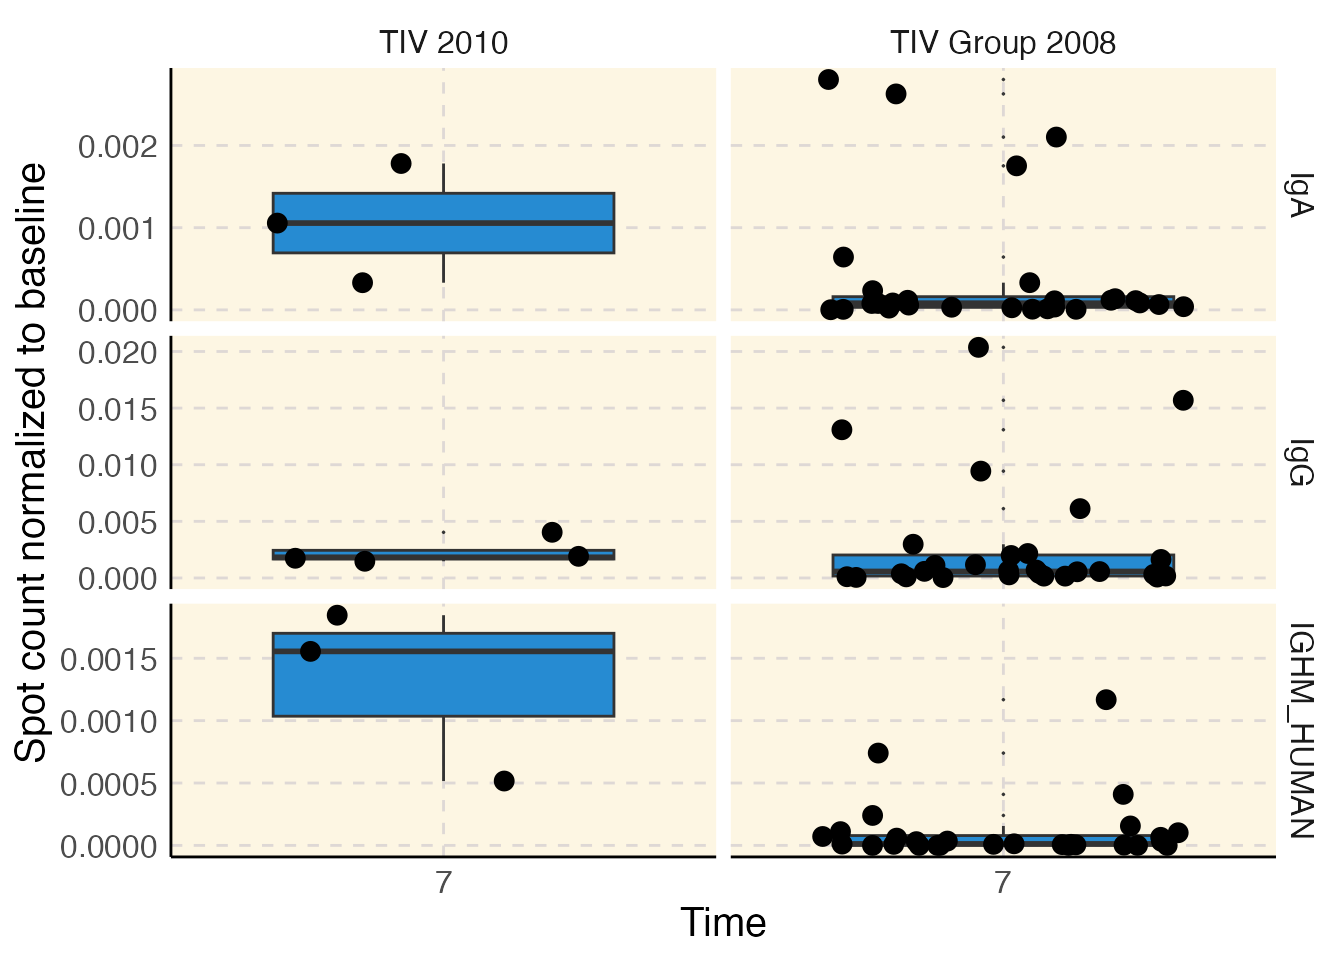 TIV 2010
TIV Group 2008
Spot count normalized to baseline
0.002
0.001
0.000
IgA
0.020
0.015
0.010
0.005
0.000
IgG
0.0015
0.0010
0.0005
0.0000
IGHM_HUMAN
7
7
Time